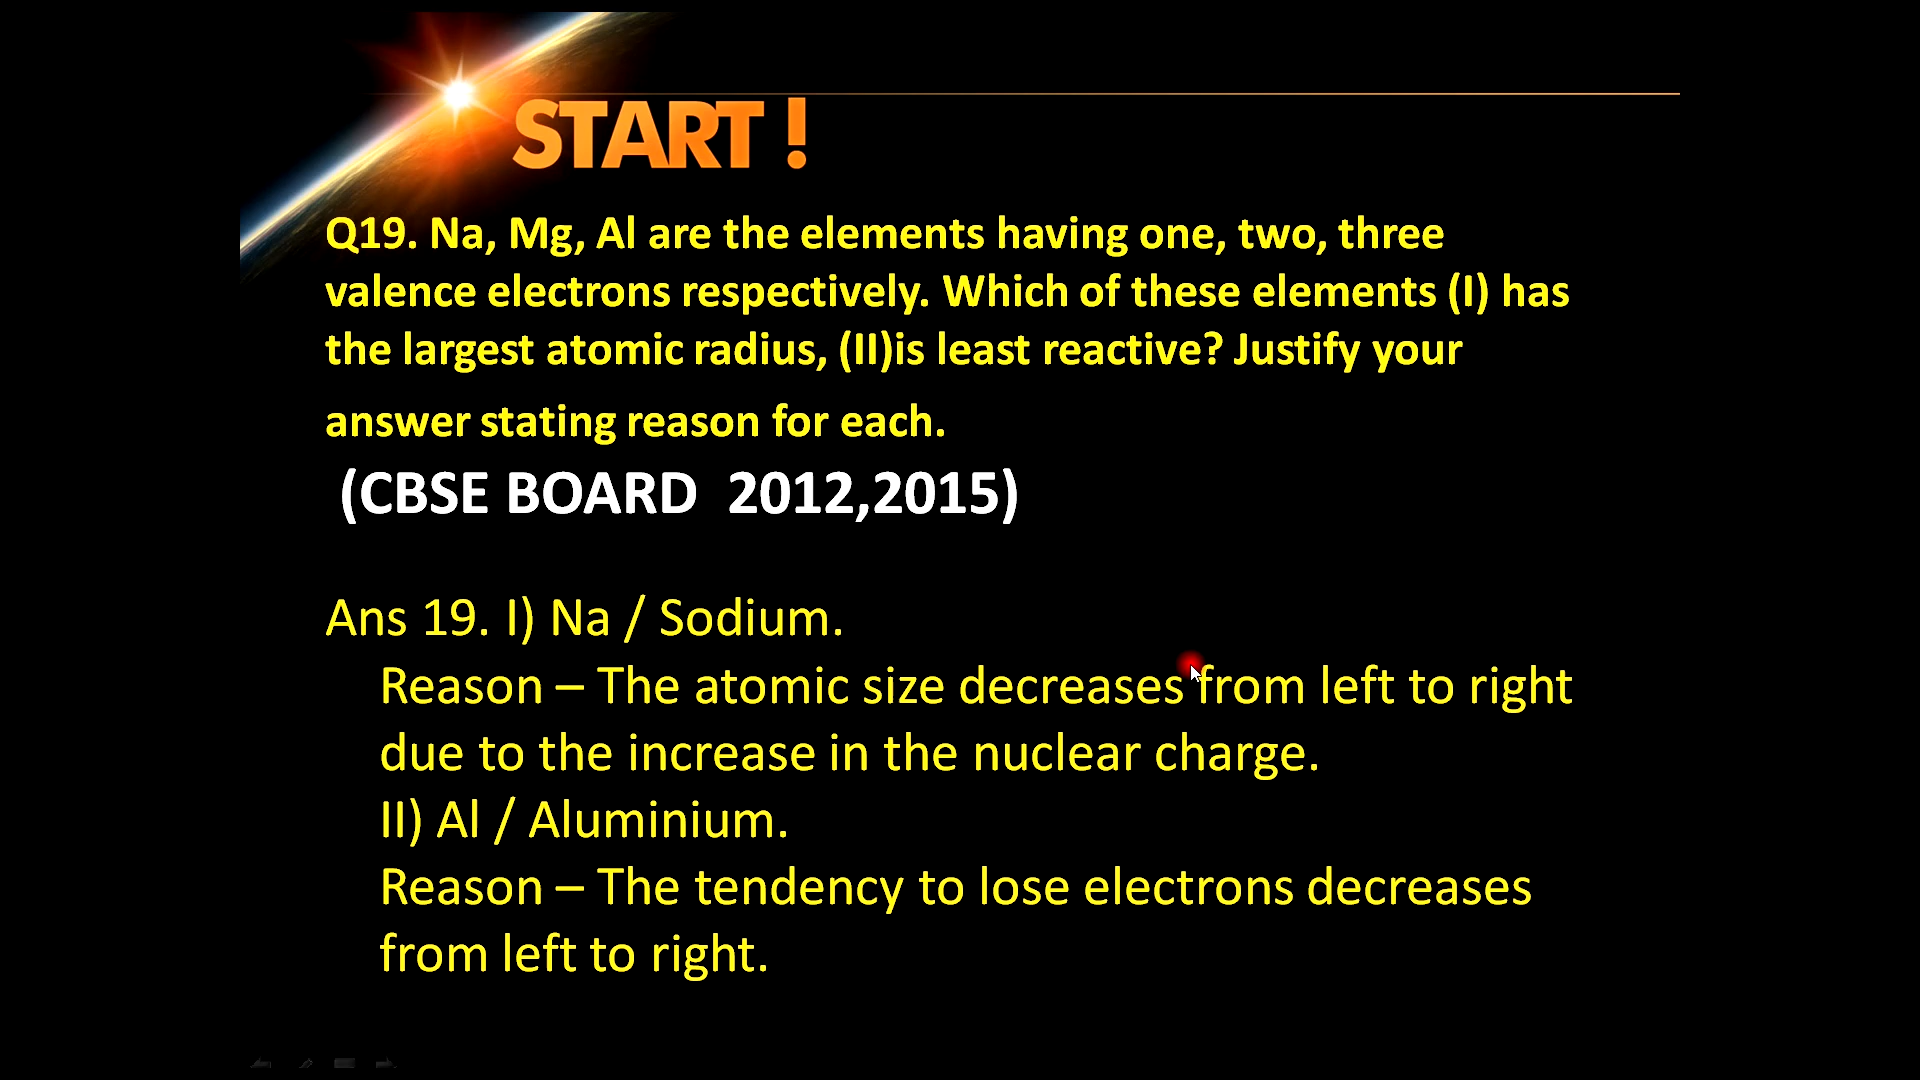 START !
Q19. Na, Mg, Al are the elements having one, two, three
valence electrons respectively. Which of these elements (I) has
the largest atomic radius, (II)is least reactive? Justify your
answer stating reason for each.
(CBSE BOARD 2012,2015)
Ans 19. I) Na / Sodium.
Reason – The atomic size decreases from left to right
due to the increase in the nuclear charge.
II) Al / Aluminium.
Reason – The tendency to lose electrons decreases
from left to right.